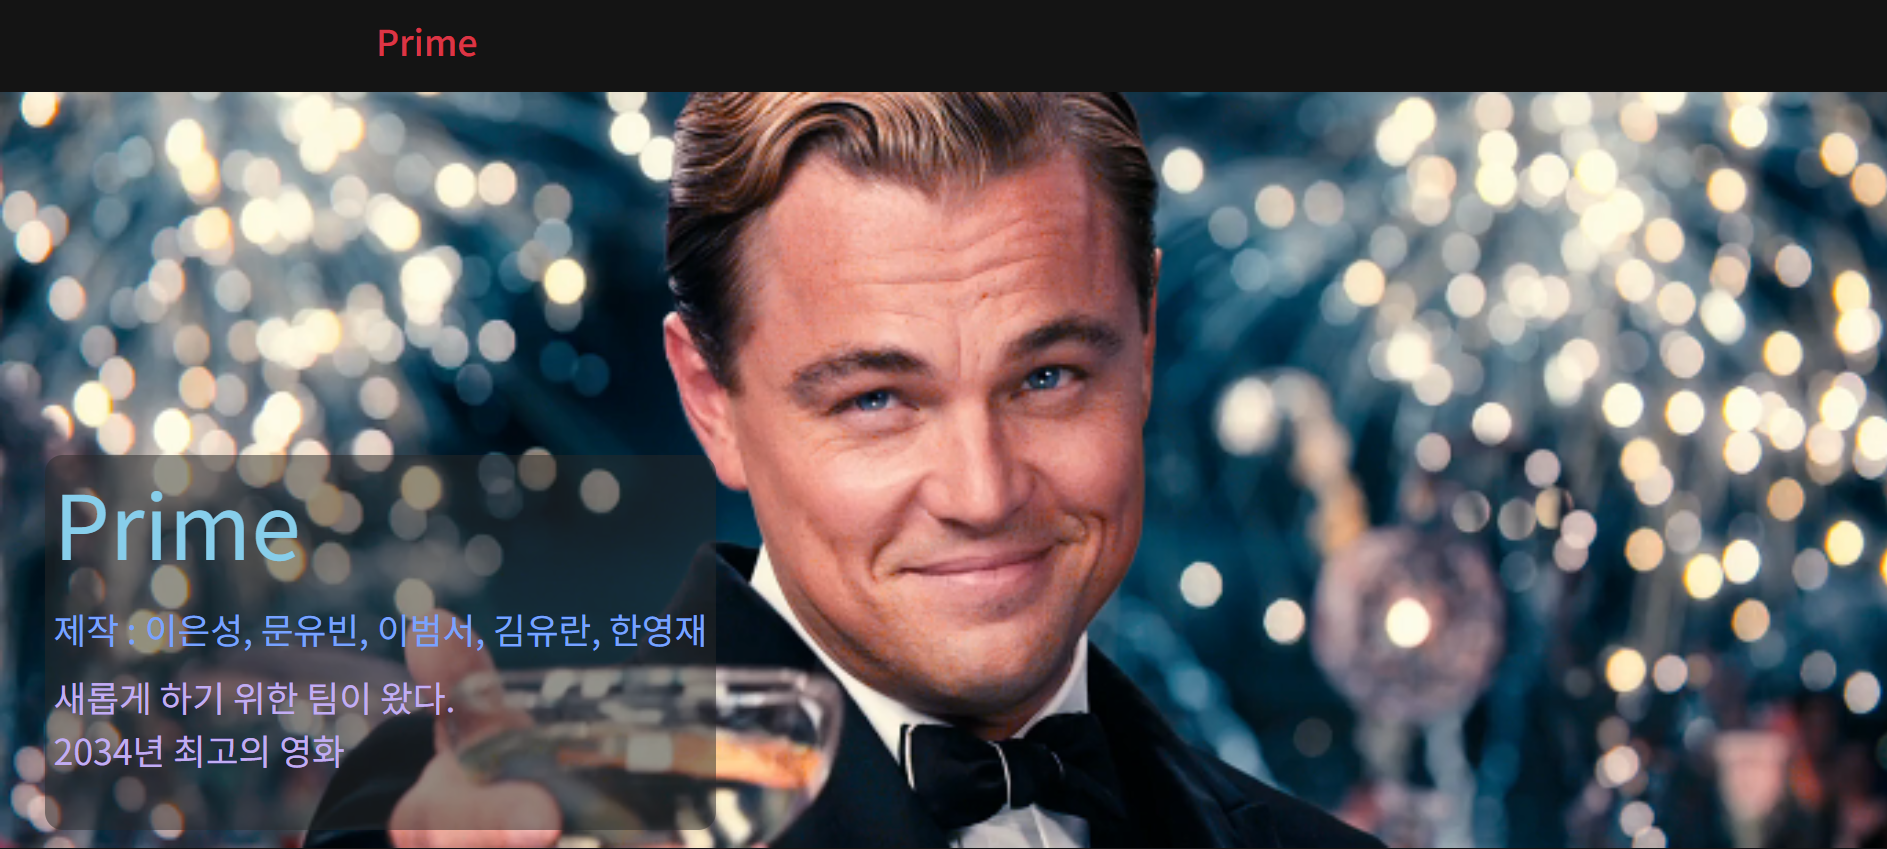 Prime
Prime
제작 : 이은성, 문유빈, 이범서, 김유란, 한영재
새롭게 하기 위한 팀이 왔다.
2034년 최고의 영화